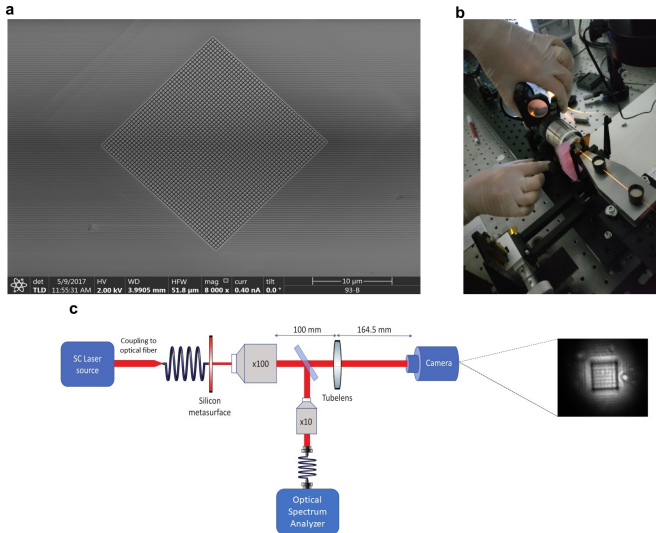 a
b
det 5/9/2017 HV WD HFW mag curr tilt 10 μm
TLD 11:55:31 AM 2.00 kV 3.9905 mm 51.8 μm 8 000 x 0.40 nA 0.0 ° 93-B
c
SC Laser
source
Coupling to
optical fiber
Silicon
metasurface
x100
100 mm
164.5 mm
Tubelens
Camera
x10
Optical
Spectrum
Analyzer